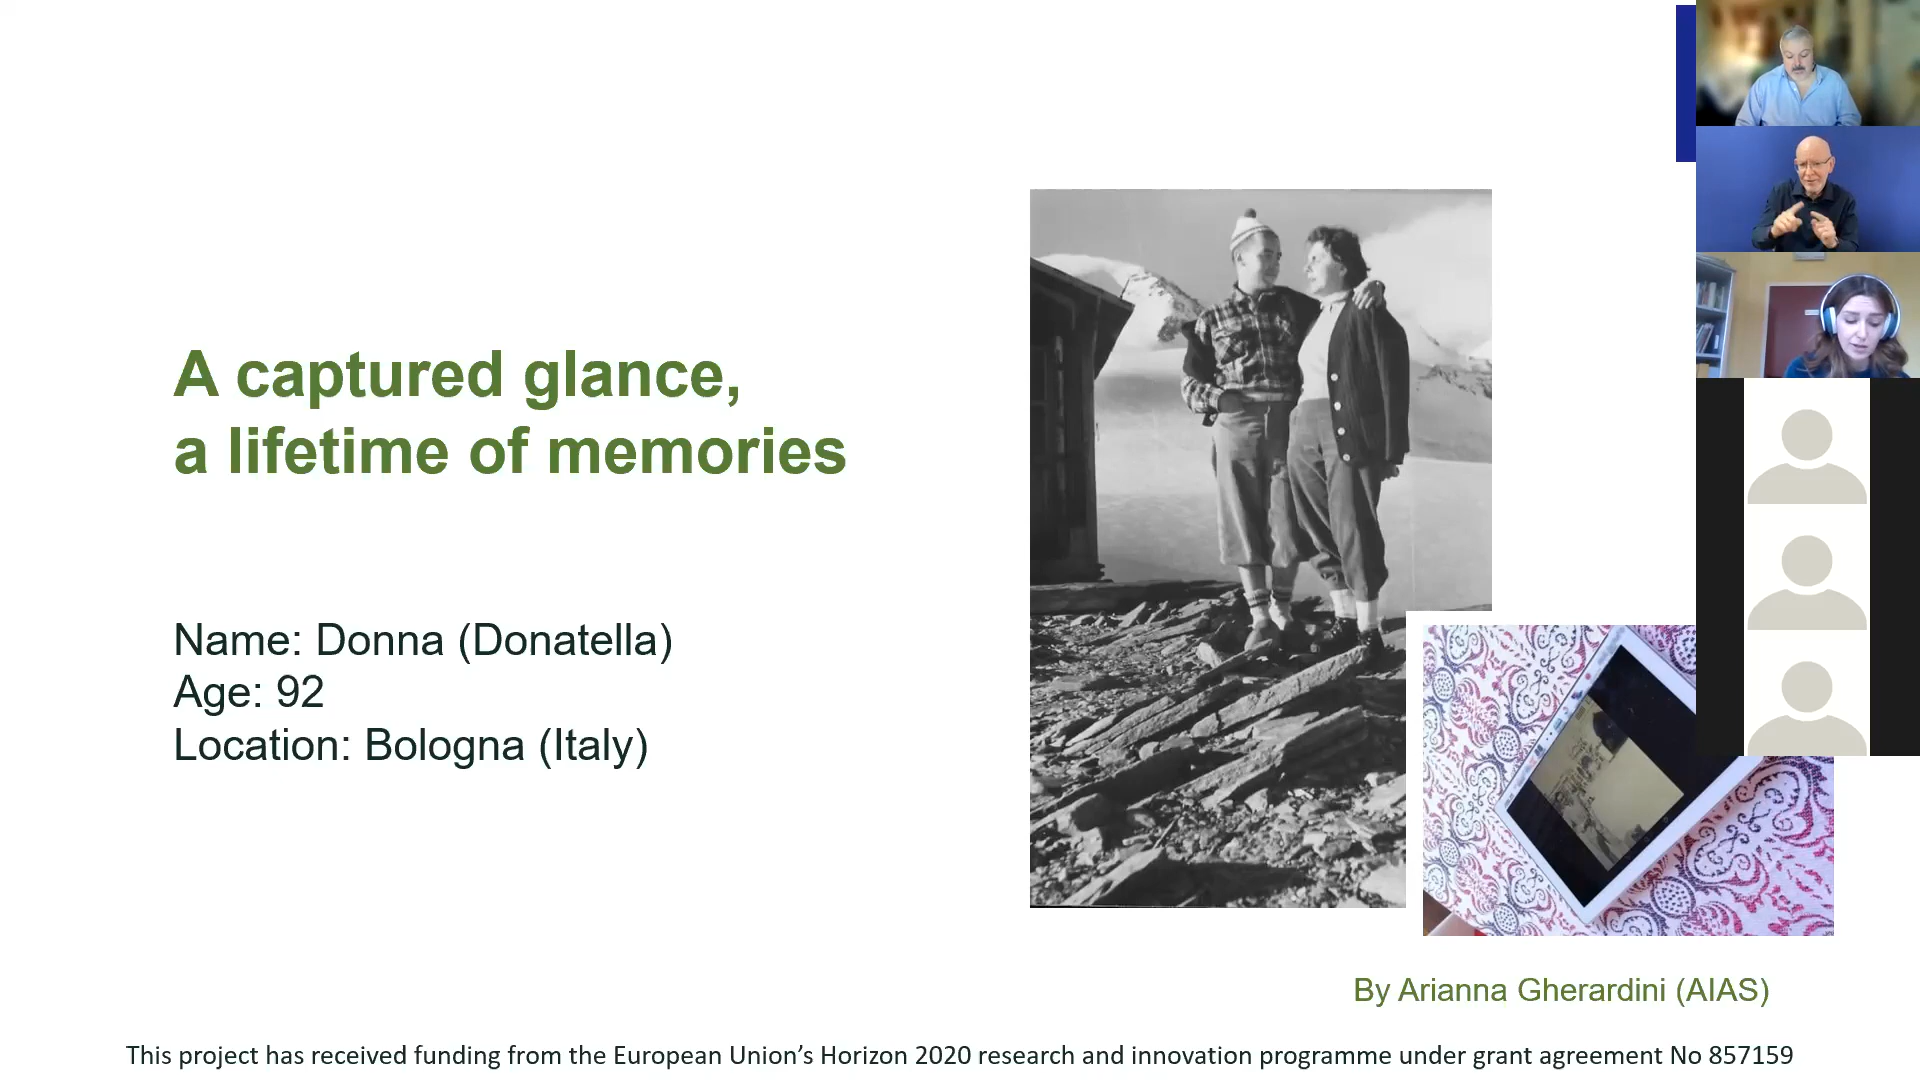 A captured glance,
a lifetime of memories
Name: Donna (Donatella)
Age: 92
Location: Bologna (Italy)
By Arianna Gherardini (AIAS)
This project has received funding from the European Union’s Horizon 2020 research and innovation programme under grant agreement No 857159